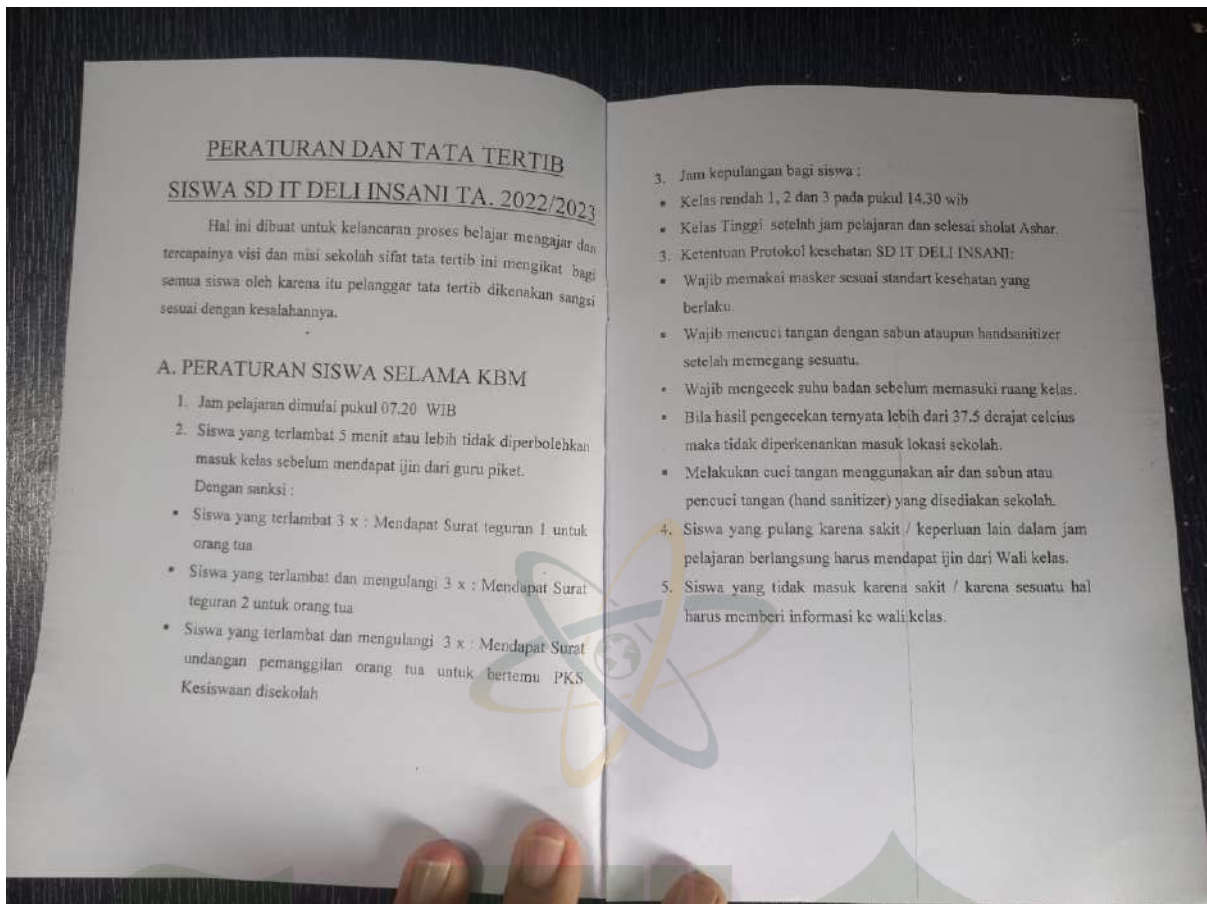 PERATURAN DAN TATA TERTIB
SISWA SD IT DELI INSANI TA. 2022/2023
Hal ini dibuat untuk kelancaran proses belajar mengajar dan
tercapainya visi dan misi sekolah sifat tata tertib ini mengikat bagi
semua siswa oleh karena itu pelanggar tata tertib dikenakan sangsi
sesuai dengan kesalahannya.
A. PERATURAN SISWA SELAMA KBM
1. Jam pelajaran dimulai pukul 07.20 WIB
2. Siswa yang terlambat 5 menit atau lebih tidak diperbolehkan
masuk kelas sebelum mendapat ijin dari guru piket.
Dengan sanksi :
• Siswa yang terlambat 3 x : Mendapat Surat teguran 1 untuk
orang tua
• Siswa yang terlambat dan mengulangi 3 x : Mendapat Surat
teguran 2 untuk orang tua
• Siswa yang terlambat dan mengulangi 3 x : Mendapat Surat
undangan pemanggilan orang tua untuk bertemu PKS
Kesiswaan disekolah
3. Jam kepulangan bagi siswa :
▪ Kelas rendah 1, 2 dan 3 pada pukul 14.30 wib
▪ Kelas Tinggi setelah jam pelajaran dan selesai sholat Ashar.
3. Ketentuan Protokol kesehatan SD IT DELI INSANI:
▪ Wajib memakai masker sesuai standart kesehatan yang
berlaku.
▪ Wajib mencuci tangan dengan sabun ataupun handsanitizer
setelah memegang sesuatu.
▪ Wajib mengecek suhu badan sebelum memasuki ruang kelas.
▪ Bila hasil pengecekan ternyata lebih dari 37.5 derajat celcius
maka tidak diperkenankan masuk lokasi sekolah.
▪ Melakukan cuci tangan menggunakan air dan sabun atau
pencuci tangan (hand sanitizer) yang disediakan sekolah.
4. Siswa yang pulang karena sakit / keperluan lain dalam jam
pelajaran berlangsung harus mendapat ijin dari Wali kelas.
5. Siswa yang tidak masuk karena sakit / karena sesuatu hal
harus memberi informasi ke wali kelas.